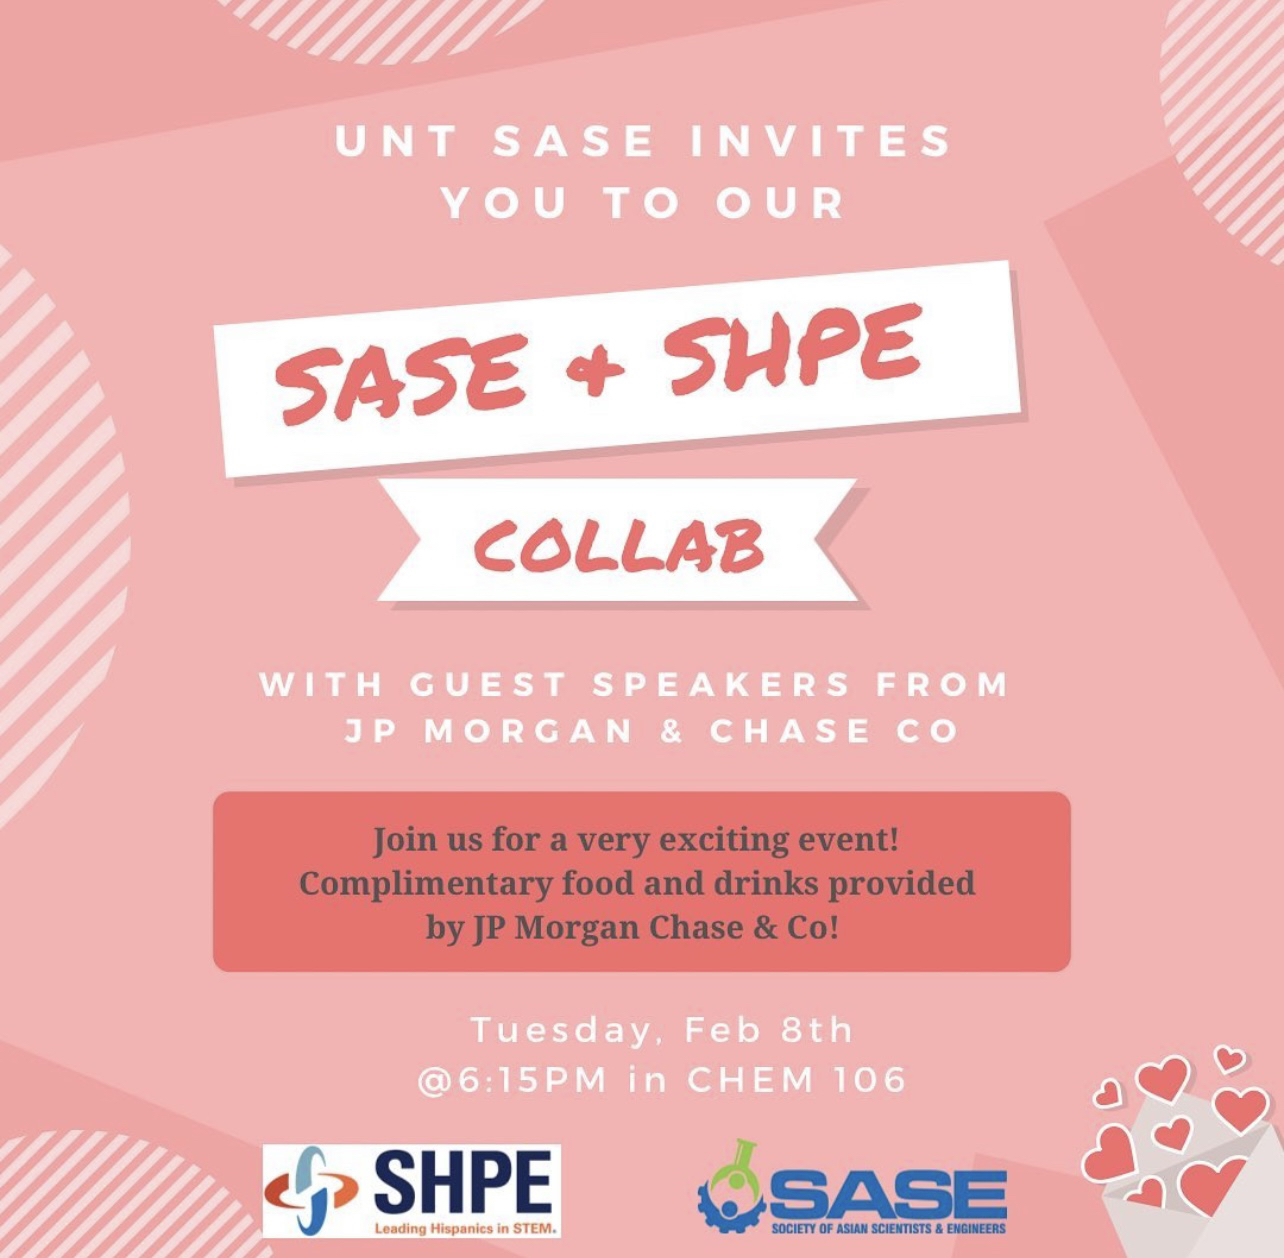 UNT SASE INVITES
YOU TO OUR
SASE & SHPE
COLLAB
WITH GUEST SPEAKERS FROM
JP MORGAN & CHASE CO
Join us for a very exciting event!
Complimentary food and drinks provided
by JP Morgan Chase & Co!
Tuesday, Feb 8th
@6:15PM in CHEM 106
SHPE
Leading Hispanics in STEM.
SASE
SOCIETY OF ASIAN SCIENTISTS & ENGINEERS